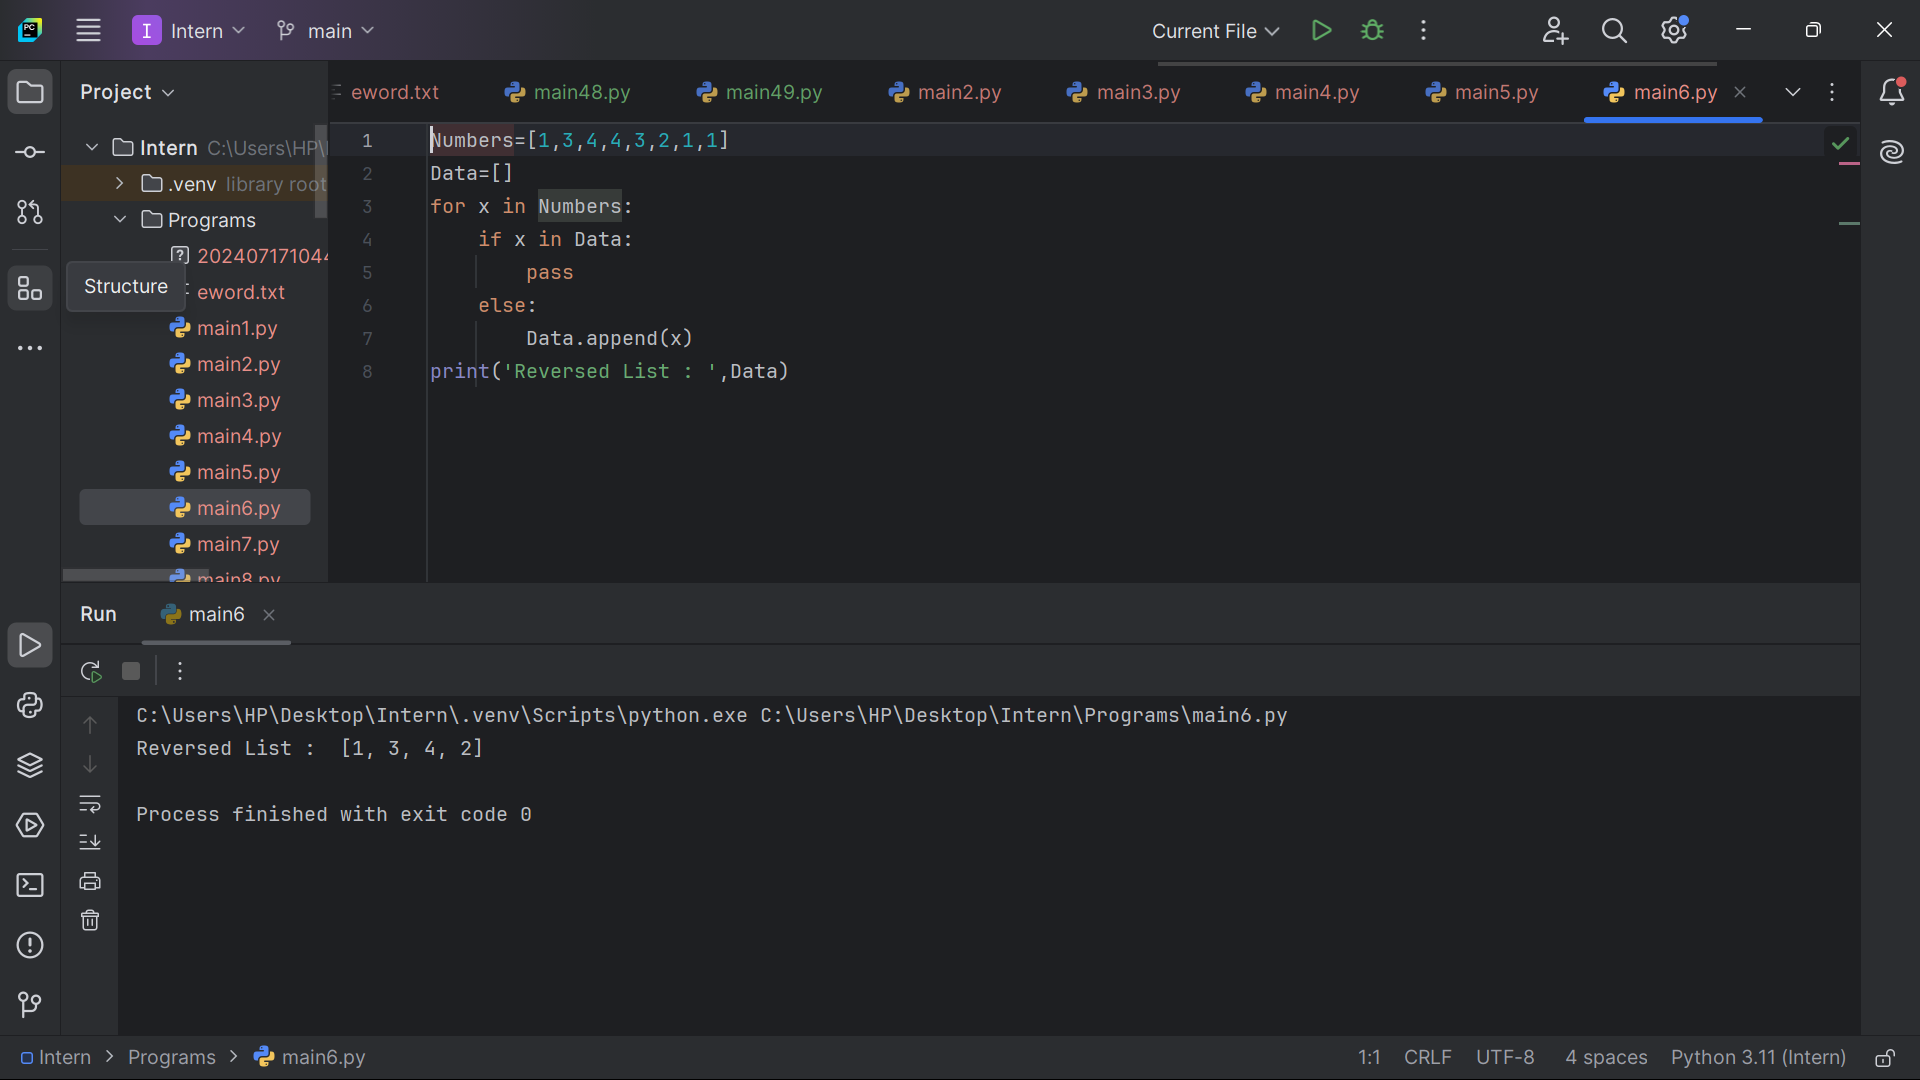 PC
I Intern main Current File
Project
eword.txt main48.py main49.py main2.py main3.py main4.py main5.py main6.py
Intern C:\Users\HP\
.venv library root
Programs
202407171044
eword.txt
main1.py
main2.py
main3.py
main4.py
main5.py
main6.py
main7.py
main8.py
Structure
1 Numbers=[1,3,4,4,3,2,1,1]
2 Data=[]
3 for x in Numbers:
4     if x in Data:
5         pass
6     else:
7         Data.append(x)
8 print('Reversed List : ',Data)
Run main6
C:\Users\HP\Desktop\Intern\.venv\Scripts\python.exe C:\Users\HP\Desktop\Intern\Programs\main6.py
Reversed List :  [1, 3, 4, 2]
Process finished with exit code 0
Intern > Programs > main6.py 1:1 CRLF UTF-8 4 spaces Python 3.11 (Intern)